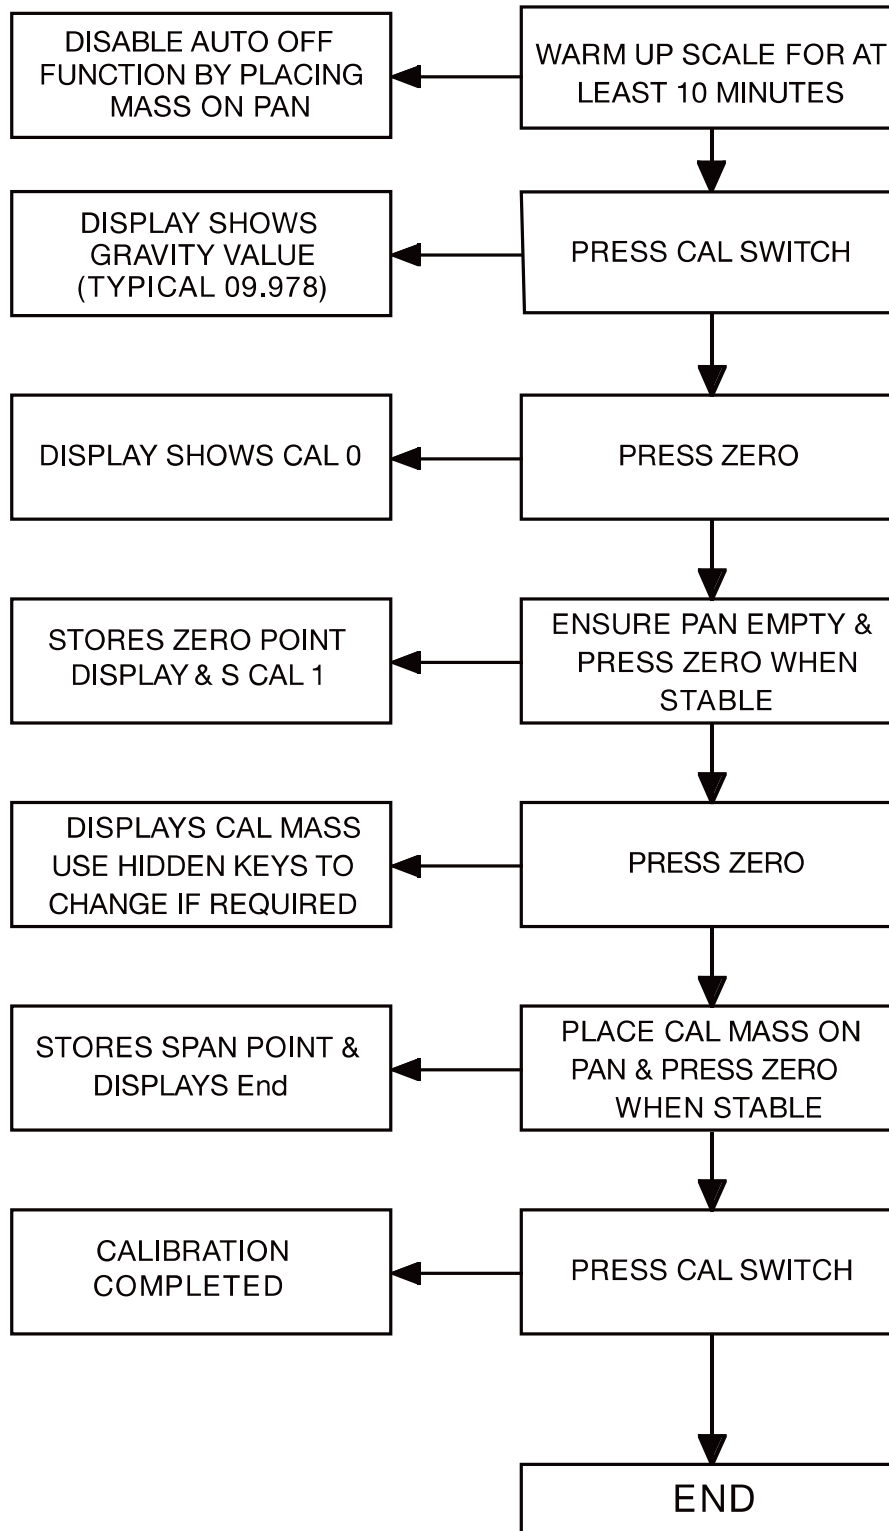 DISABLE AUTO OFF
FUNCTION BY PLACING
MASS ON PAN
WARM UP SCALE FOR AT
LEAST 10 MINUTES
DISPLAY SHOWS
GRAVITY VALUE
(TYPICAL 09.978)
PRESS CAL SWITCH
DISPLAY SHOWS CAL 0
PRESS ZERO
STORES ZERO POINT
DISPLAY & S CAL 1
ENSURE PAN EMPTY &
PRESS ZERO WHEN
STABLE
DISPLAYS CAL MASS
USE HIDDEN KEYS TO
CHANGE IF REQUIRED
PRESS ZERO
STORES SPAN POINT &
DISPLAYS End
PLACE CAL MASS ON
PAN & PRESS ZERO
WHEN STABLE
CALIBRATION
COMPLETED
PRESS CAL SWITCH
END